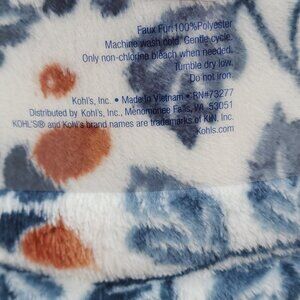 Faux Fur:100%Polyester
Machine wash cold. Gentle cycle.
Only non-chlorine bleach when needed.
Tumble dry low.
Do not iron.
Kohl's, Inc. • Made in Vietnam • RN#73277
Distributed by Kohl's, Inc., Menomonee Falls, WI 53051
KOHL'S® and Kohl's brand names are trademarks of KIN, Inc.
Kohls.com